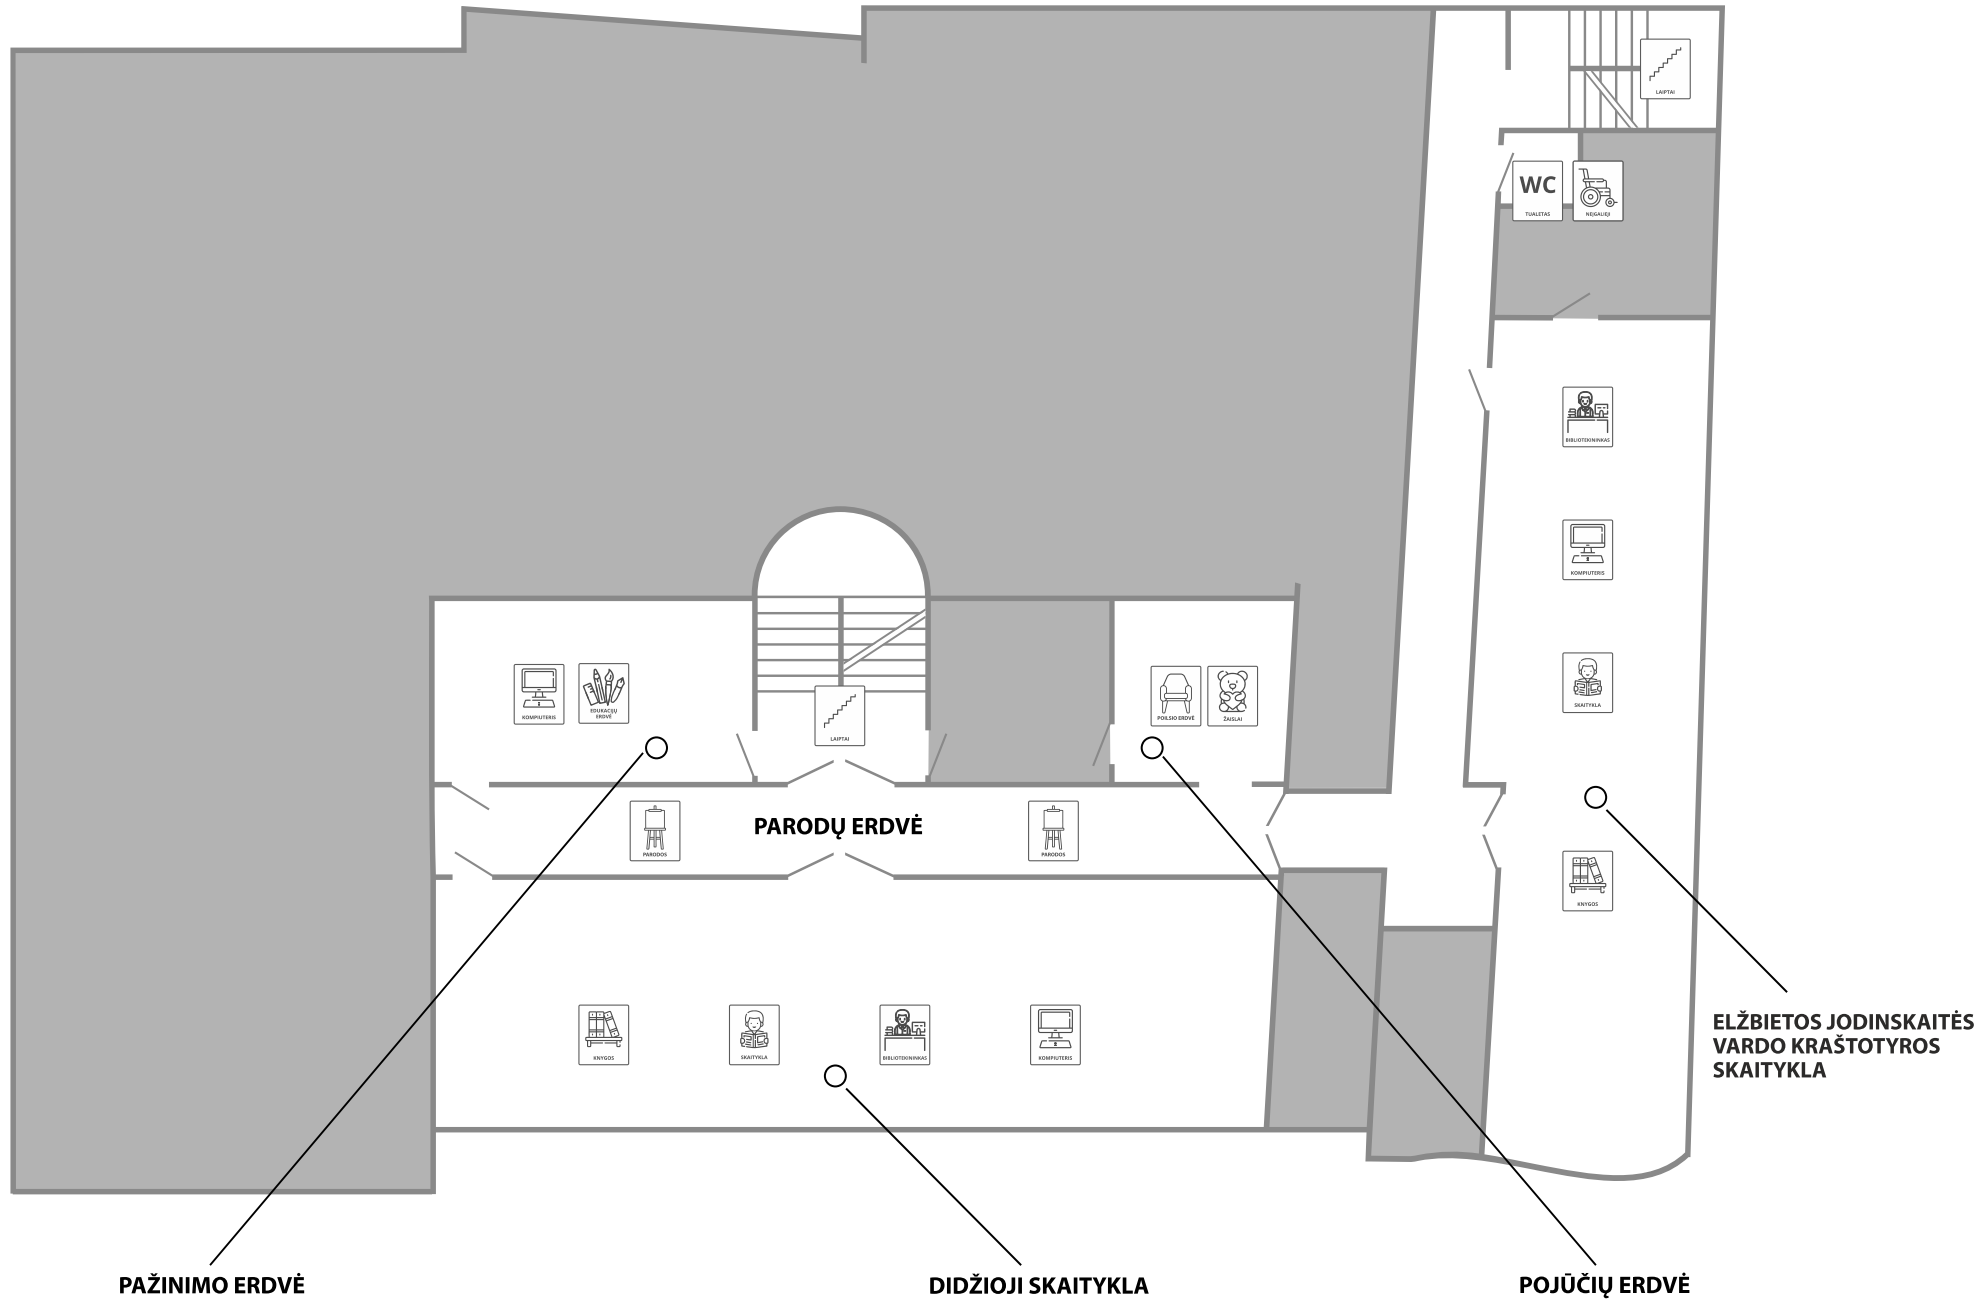 LAIPTAI
WC
TUALETAS
NEĮGALIEJI
BIBLIOTEKININKAS
KOMPIUTERIS
SKAITYKLA
KOMPIUTERIS
EDUKACIJŲ
ERDVĖ
LAIPTAI
POILSIO ERDVĖ
ŽAISLAI
PARODOS
PARODŲ ERDVĖ
PARODOS
KNYGOS
KNYGOS
SKAITYKLA
BIBLIOTEKININKAS
KOMPIUTERIS
ELŽBIETOS JODINSKAITĖS
VARDO KRAŠTOTYROS
SKAITYKLA
PAŽINIMO ERDVĖ
DIDŽIOJI SKAITYKLA
POJŪČIŲ ERDVĖ